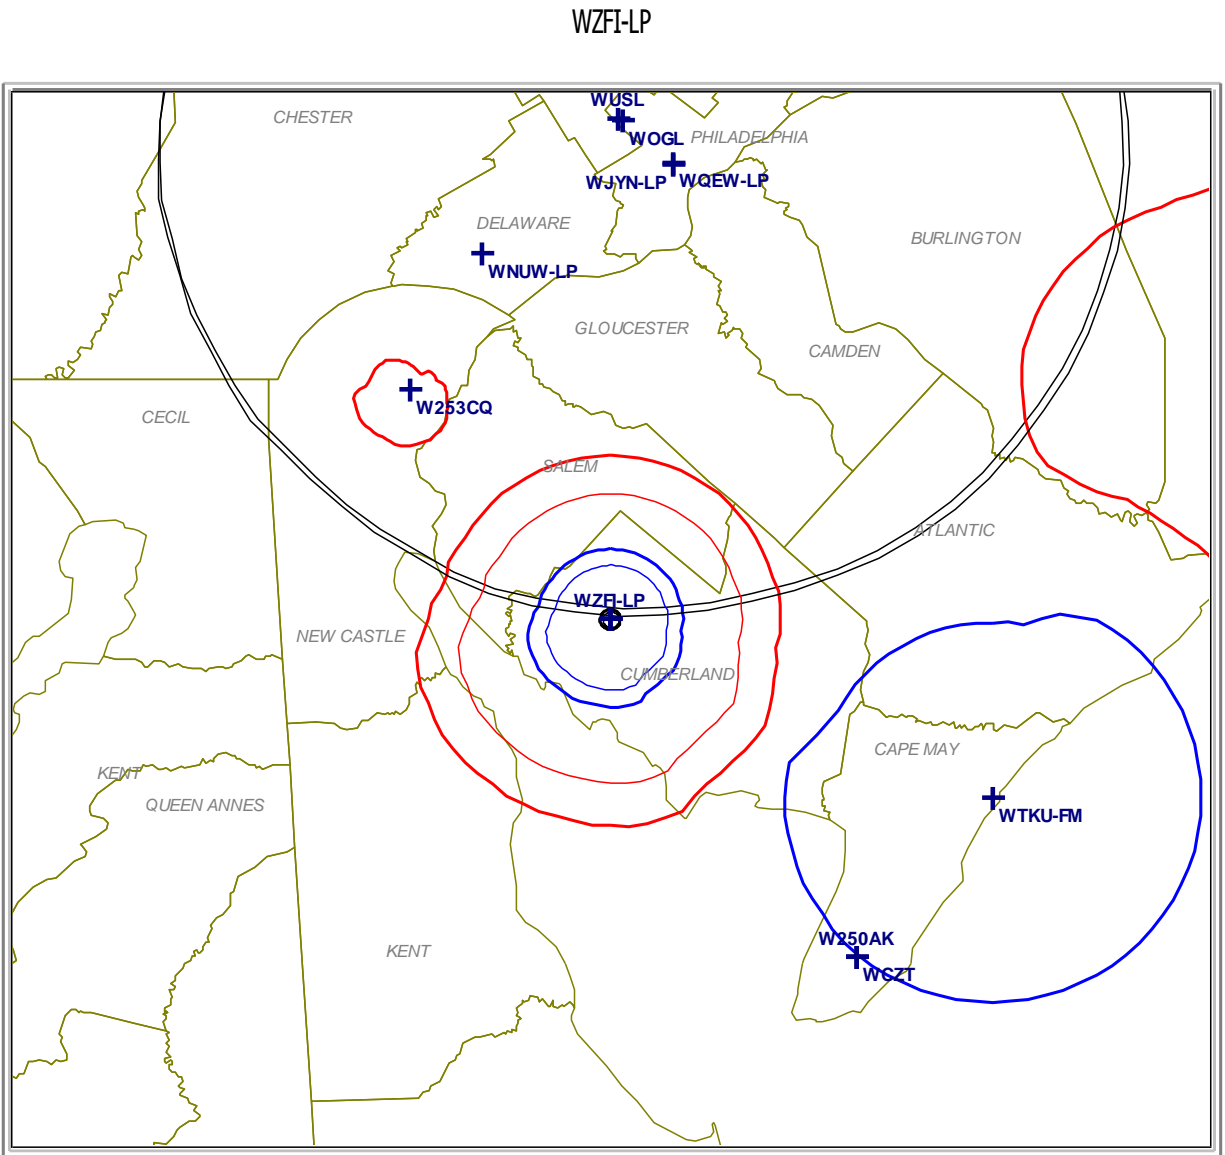 WZFI-LP
WUSL
CHESTER
PHILADELPHIA
WOGL
WJYN-LP
WQEW-LP
DELAWARE
BURLINGTON
WNUW-LP
GLOUCESTER
CAMDEN
W253CQ
CECIL
SALEM
ATLANTIC
WZFI-LP
NEW CASTLE
CUMBERLAND
CAPE MAY
KENT
QUEEN ANNES
WTKU-FM
W250AK
KENT
WCZT